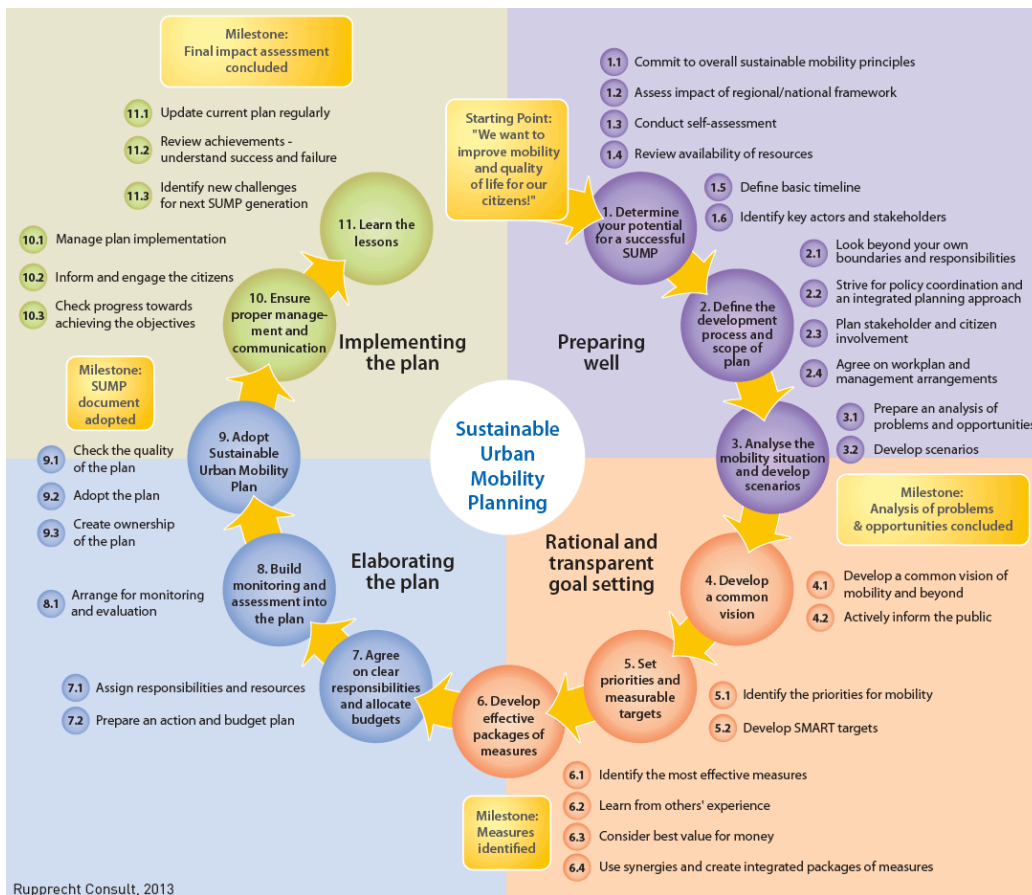 Milestone:
Final impact assessment
concluded
11.1 Update current plan regularly
11.2 Review achievements -
understand success and failure
11.3 Identify new challenges
for next SUMP generation
11. Learn the
lessons
10.1 Manage plan implementation
10.2 Inform and engage the citizens
10.3 Check progress towards
achieving the objectives
10. Ensure
proper manage-
ment and
communication
Implementing
the plan
Starting Point:
"We want to
improve mobility
and quality
of life for our
citizens!"
1.1 Commit to overall sustainable mobility principles
1.2 Assess impact of regional/national framework
1.3 Conduct self-assessment
1.4 Review availability of resources
1.5 Define basic timeline
1.6 Identify key actors and stakeholders
1. Determine
your potential
for a successful
SUMP
2.1 Look beyond your own
boundaries and responsibilities
2.2 Strive for policy coordination and
an integrated planning approach
2.3 Plan stakeholder and citizen
involvement
2.4 Agree on workplan and
management arrangements
2. Define the
development
process and
scope of
plan
Preparing
well
3.1 Prepare an analysis of
problems and opportunities
3.2 Develop scenarios
3. Analyse the
mobility situation
and develop
scenarios
Milestone:
Analysis of problems
& opportunities concluded
Sustainable
Urban
Mobility
Planning
Milestone:
SUMP
document
adopted
9. Adopt
Sustainable
Urban Mobility
Plan
9.1 Check the quality
of the plan
9.2 Adopt the plan
9.3 Create ownership
of the plan
8. Build
monitoring and
assessment into
the plan
8.1 Arrange for monitoring
and evaluation
Elaborating
the plan
7. Agree
on clear
responsibilities
and allocate
budgets
7.1 Assign responsibilities and resources
7.2 Prepare an action and budget plan
Rational and
transparent
goal setting
4. Develop
a common
vision
4.1 Develop a common vision of
mobility and beyond
4.2 Actively inform the public
5. Set
priorities and
measurable
targets
5.1 Identify the priorities for mobility
5.2 Develop SMART targets
6. Develop
effective
packages of
measures
6.1 Identify the most effective measures
6.2 Learn from others' experience
6.3 Consider best value for money
6.4 Use synergies and create integrated packages of measures
Milestone:
Measures
identified
Rupprecht Consult, 2013